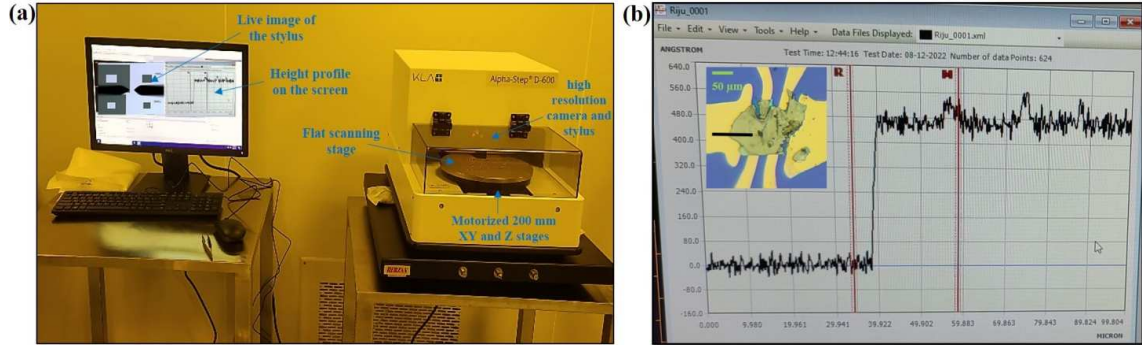 (a)
Live image of
the stylus
Height profile
on the screen
KLA
Alpha-Step® D-600
high
resolution
camera and
stylus
Flat scanning
stage
Motorized 200 mm
XY and Z stages
(b)
Riju_0001
File Edit View Tools Help Data Files Displayed: Riju_0001.xml
ANGSTROM
Test Time: 12:44:16 Test Date: 08-12-2022 Number of data Points: 624
640.0
560.0
480.0
400.0
320.0
240.0
160.0
80.0
0.0
-80.0
-160.0
R
M
50 µm
0.000 9.980 19.961 29.941 39.922 49.902 59.883 69.863 79.843 89.824 99.804
MICRON